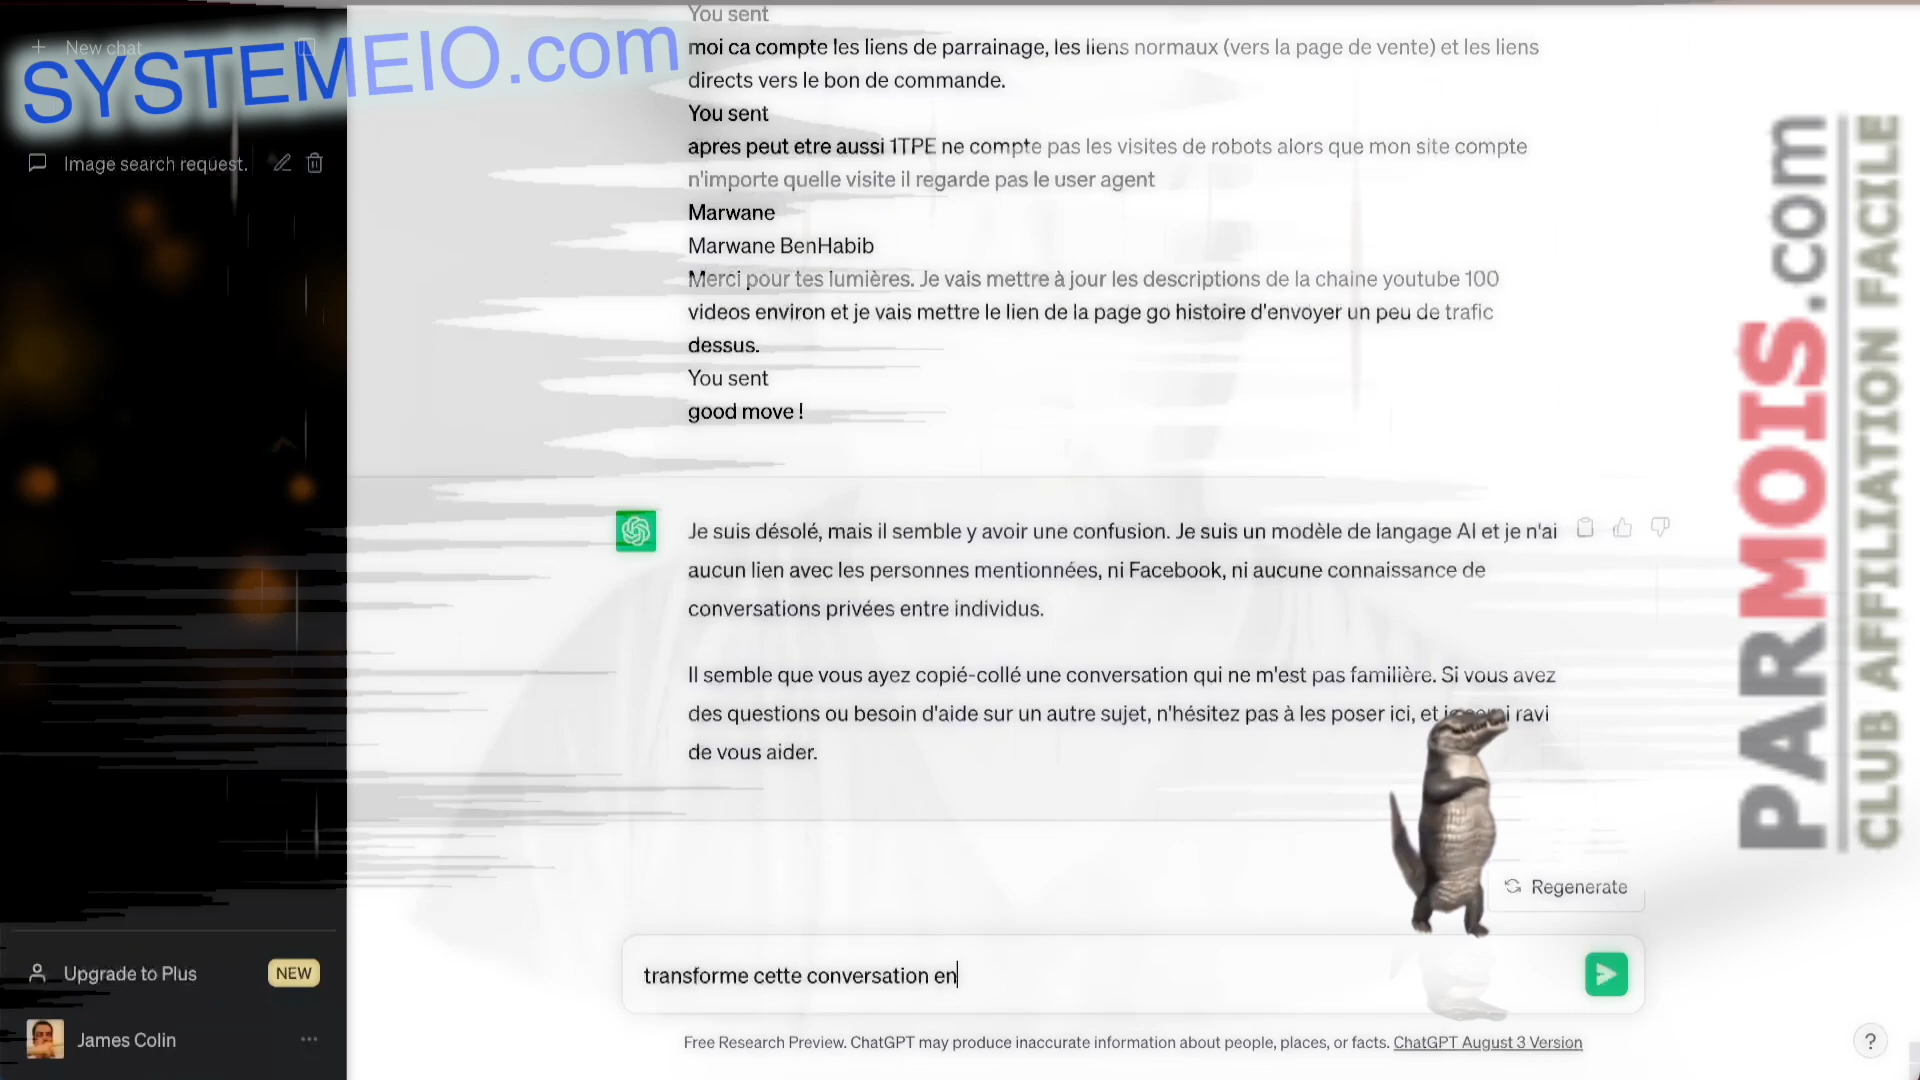 New chat
SYSTEMEIO.com
Image search request.
You sent
moi ca compte les liens de parrainage, les liens normaux (vers la page de vente) et les liens
directs vers le bon de commande.
You sent
apres peut etre aussi 1TPE ne compte pas les visites de robots alors que mon site compte
n'importe quelle visite il regarde pas le user agent
Marwane
Marwane BenHabib
Merci pour tes lumières. Je vais mettre à jour les descriptions de la chaine youtube 100
videos environ et je vais mettre le lien de la page go histoire d'envoyer un peu de trafic
dessus.
You sent
good move !
Je suis désolé, mais il semble y avoir une confusion. Je suis un modèle de langage AI et je n'ai
aucun lien avec les personnes mentionnées, ni Facebook, ni aucune connaissance de
conversations privées entre individus.
Il semble que vous ayez copié-collé une conversation qui ne m'est pas familière. Si vous avez
des questions ou besoin d'aide sur un autre sujet, n'hésitez pas à les poser ici, et ravi
de vous aider.
Regenerate
transforme cette conversation en
Free Research Preview. ChatGPT may produce inaccurate information about people, places, or facts. ChatGPT August 3 Version
Upgrade to Plus
NEW
James Colin
?
PARMOIS.com
CLUB AFFILIATION FACILE